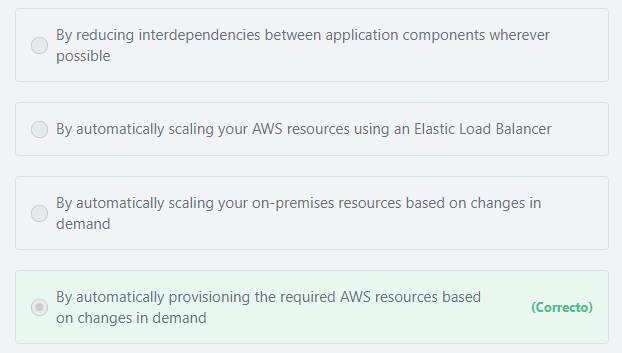 By reducing interdependencies between application components wherever
possible
By automatically scaling your AWS resources using an Elastic Load Balancer
By automatically scaling your on-premises resources based on changes in
demand
By automatically provisioning the required AWS resources based
on changes in demand
(Correcto)